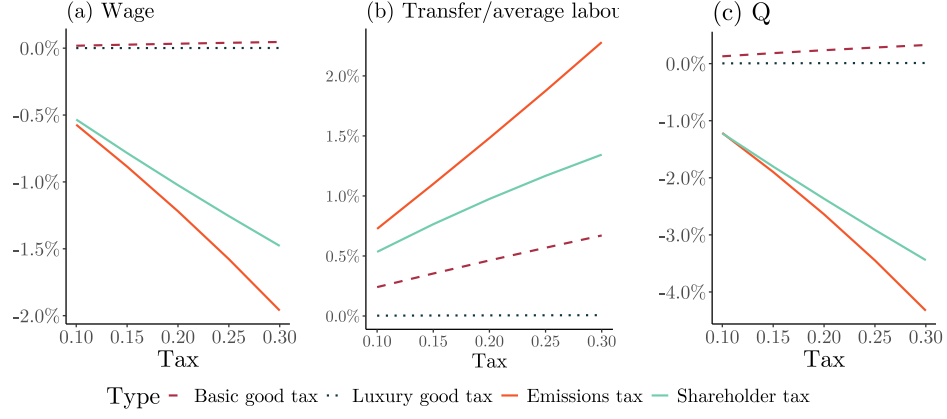 (a) Wage
(b) Transfer/average labou
(c) Q
0.0%
-0.5%
-1.0%
-1.5%
-2.0%
0.10 0.15 0.20 0.25 0.30
Tax
2.0%
1.5%
1.0%
0.5%
0.0%
0.10 0.15 0.20 0.25 0.30
Tax
0.0%
-1.0%
-2.0%
-3.0%
-4.0%
0.10 0.15 0.20 0.25 0.30
Tax
Type Basic good tax Luxury good tax Emissions tax Shareholder tax